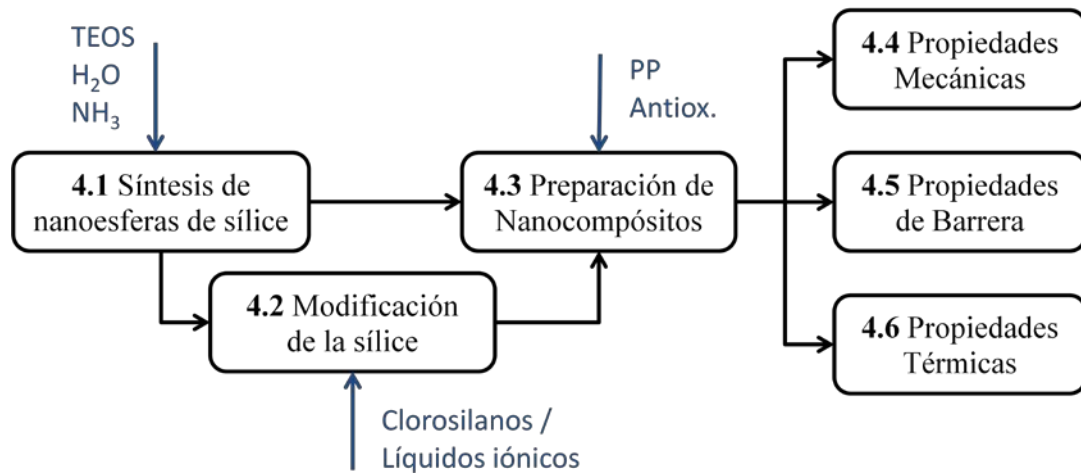 TEOS
H₂O
NH₃
4.1 Síntesis de
nanoesferas de sílice
4.2 Modificación
de la sílice
Clorosilanos /
Líquidos iónicos
PP
Antiox.
4.3 Preparación de
Nanocompósitos
4.4 Propiedades
Mecánicas
4.5 Propiedades
de Barrera
4.6 Propiedades
Térmicas